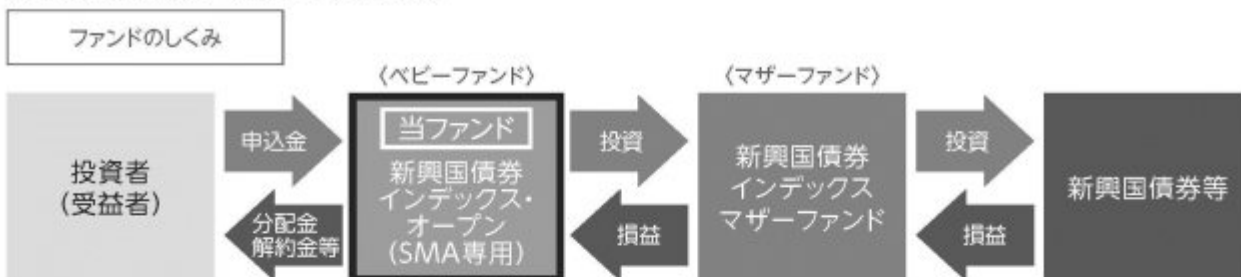 ファンドのしくみ
〈ベビーファンド〉
〈マザーファンド〉
投資者
(受益者)
申込金
分配金
解約金等
当ファンド
新興国債券
インデックス・
オープン
(SMA専用)
投資
損益
新興国債券
インデックス
マザーファンド
投資
損益
新興国債券等